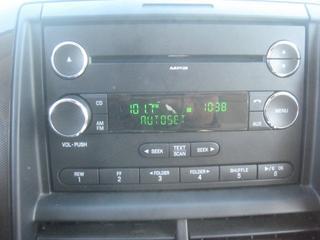 MP3
CD
101.7 10:38
AUTOSET
MENU
AM
FM
AUX
VOL - PUSH
SEEK
TEXT
SCAN
SEEK
REW
1
FF
2
FOLDER
3
FOLDER
4
SHUFFLE
5
6